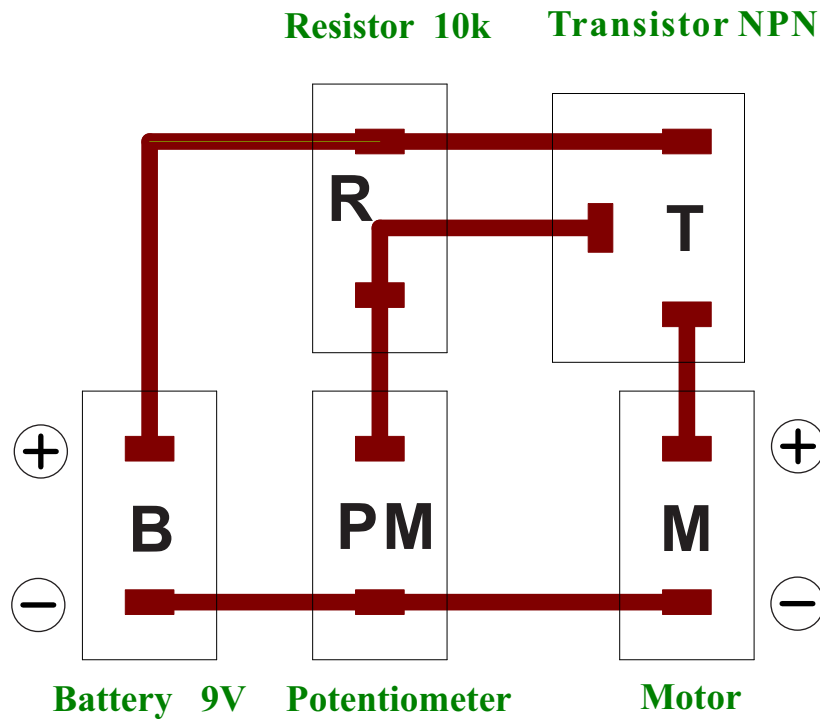 Resistor 10k
Transistor NPN
R
T
+
+
B
PM
M
−
−
Battery 9V
Potentiometer
Motor